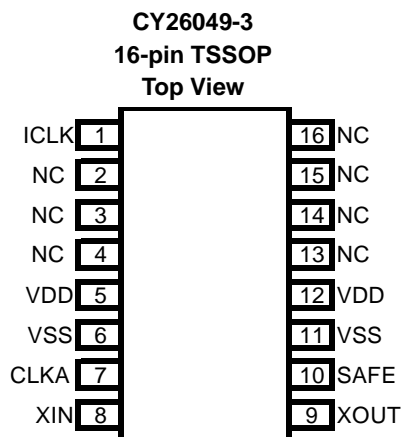 CY26049-3
16-pin TSSOP
Top View
ICLK 1 16 NC
NC 2 15 NC
NC 3 14 NC
NC 4 13 NC
VDD 5 12 VDD
VSS 6 11 VSS
CLKA 7 10 SAFE
XIN 8 9 XOUT